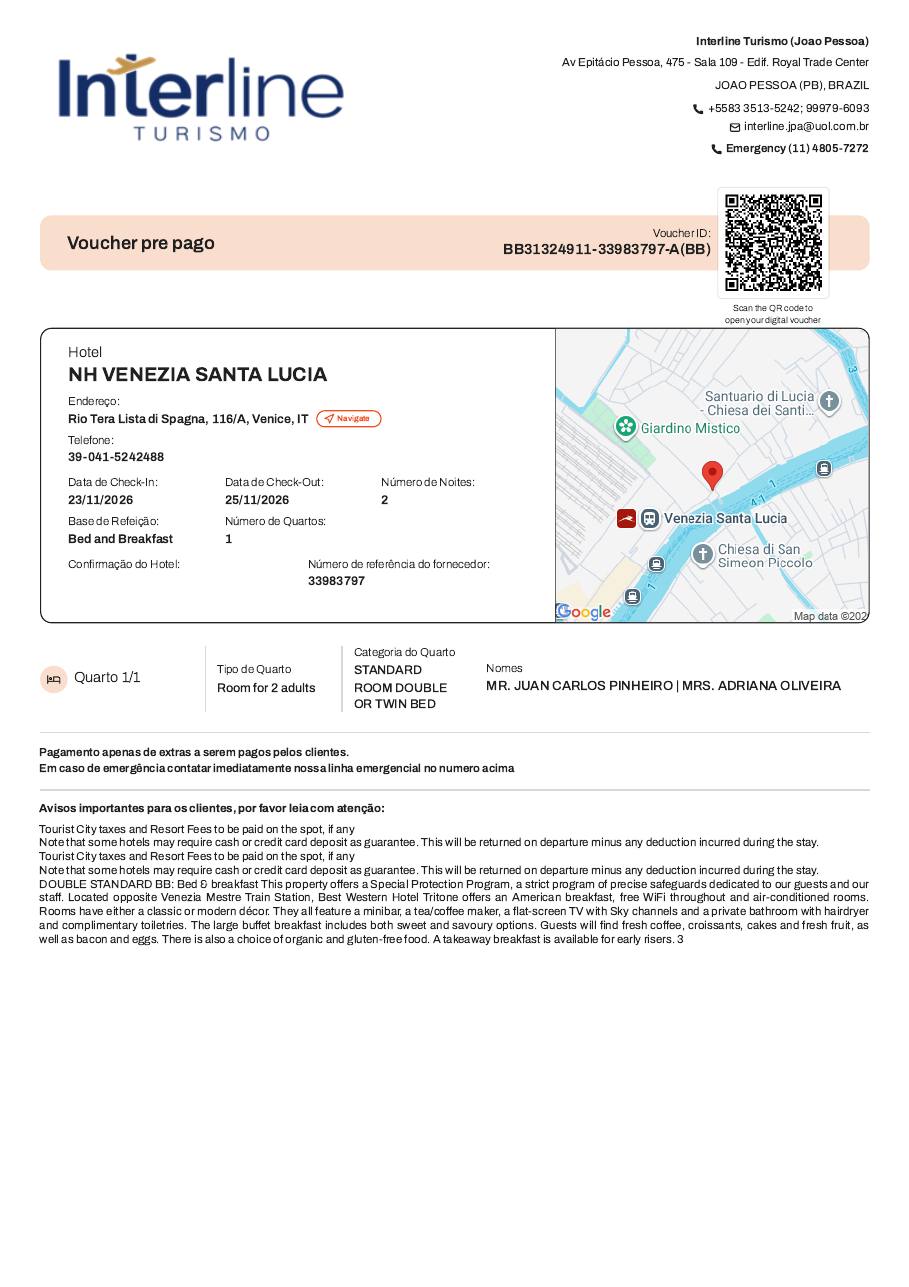 Interline
TURISMO
Interline Turismo (Joao Pessoa)
Av Epitácio Pessoa, 475 - Sala 109 - Edif. Royal Trade Center
JOAO PESSOA (PB), BRAZIL
+5583 3513-5242; 99979-6093
interline.jpa@uol.com.br
Emergency (11) 4805-7272
Voucher pre pago
Voucher ID:
BB31324911-33983797-A(BB)
Scan the QR code to
open your digital voucher
Hotel
NH VENEZIA SANTA LUCIA
Endereço:
Rio Tera Lista di Spagna, 116/A, Venice, IT Navigate
Telefone:
39-041-5242488
Data de Check-In: Data de Check-Out: Número de Noites:
23/11/2026 25/11/2026 2
Base de Refeição: Número de Quartos:
Bed and Breakfast 1
Confirmação do Hotel: Número de referência do fornecedor:
33983797
3
Santuario di Lucia
- Chiesa dei Santi...
Giardino Mistico
1
4.1
Venezia Santa Lucia
Chiesa di San
Simeon Piccolo
1
Google
Map data ©202
Quarto 1/1
Tipo de Quarto
Room for 2 adults
Categoria do Quarto
STANDARD
ROOM DOUBLE
OR TWIN BED
Nomes
MR. JUAN CARLOS PINHEIRO | MRS. ADRIANA OLIVEIRA
Pagamento apenas de extras a serem pagos pelos clientes.
Em caso de emergência contatar imediatamente nossa linha emergencial no numero acima
Avisos importantes para os clientes, por favor leia com atenção:
Tourist City taxes and Resort Fees to be paid on the spot, if any
Note that some hotels may require cash or credit card deposit as guarantee. This will be returned on departure minus any deduction incurred during the stay.
Tourist City taxes and Resort Fees to be paid on the spot, if any
Note that some hotels may require cash or credit card deposit as guarantee. This will be returned on departure minus any deduction incurred during the stay.
DOUBLE STANDARD BB: Bed & breakfast This property offers a Special Protection Program, a strict program of precise safeguards dedicated to our guests and our
staff. Located opposite Venezia Mestre Train Station, Best Western Hotel Tritone offers an American breakfast, free WiFi throughout and air-conditioned rooms.
Rooms have either a classic or modern décor. They all feature a minibar, a tea/coffee maker, a flat-screen TV with Sky channels and a private bathroom with hairdryer
and complimentary toiletries. The large buffet breakfast includes both sweet and savoury options. Guests will find fresh coffee, croissants, cakes and fresh fruit, as
well as bacon and eggs. There is also a choice of organic and gluten-free food. A takeaway breakfast is available for early risers. 3